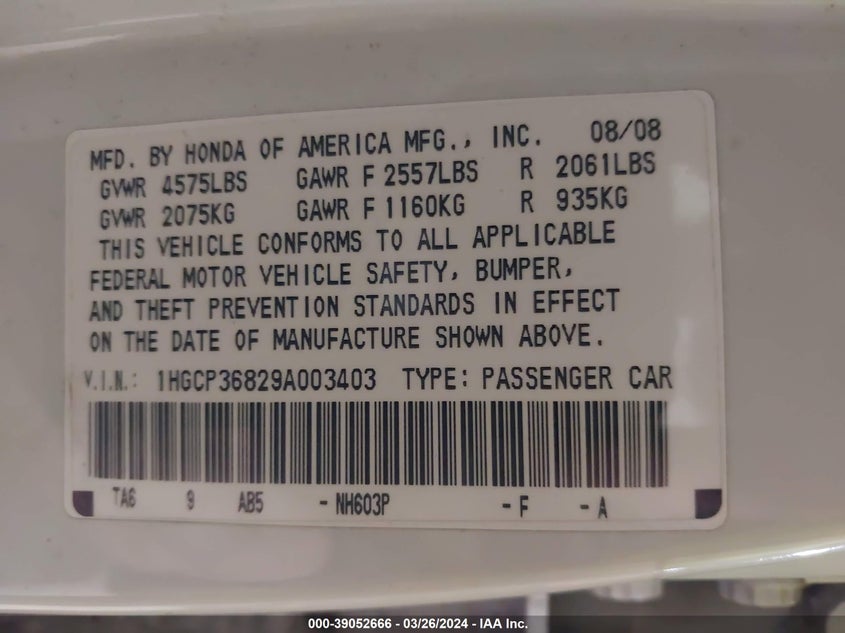 MFD. BY HONDA OF AMERICA MFG., INC. 08/08
GVWR 4575LBS GAWR F 2557LBS R 2061LBS
GVWR 2075KG GAWR F 1160KG R 935KG
THIS VEHICLE CONFORMS TO ALL APPLICABLE
FEDERAL MOTOR VEHICLE SAFETY, BUMPER,
AND THEFT PREVENTION STANDARDS IN EFFECT
ON THE DATE OF MANUFACTURE SHOWN ABOVE.
V.I.N.: 1HGCP36829A003403 TYPE: PASSENGER CAR
TA6 9 AB5 - NH603P - F - A
000-39052666 - 03/26/2024 - IAA Inc.